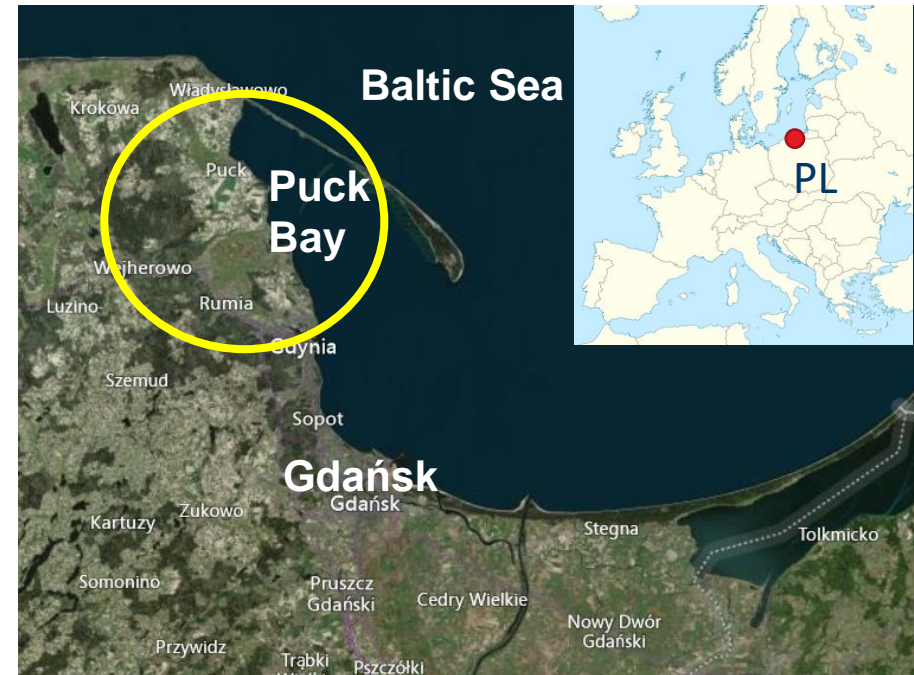 Baltic Sea
Władysławowo
Krokowa
Puck
Puck
Bay
PL
Wejherowo
Luzino
Rumia
Gdynia
Szemud
Sopot
Gdańsk
Gdańsk
Żukowo
Kartuzy
Stegna
Tolkmicko
Somonino
Pruszcz
Gdański
Cedry Wielkie
Nowy Dwór
Gdański
Przywidz
Trąbki
Pszczółki